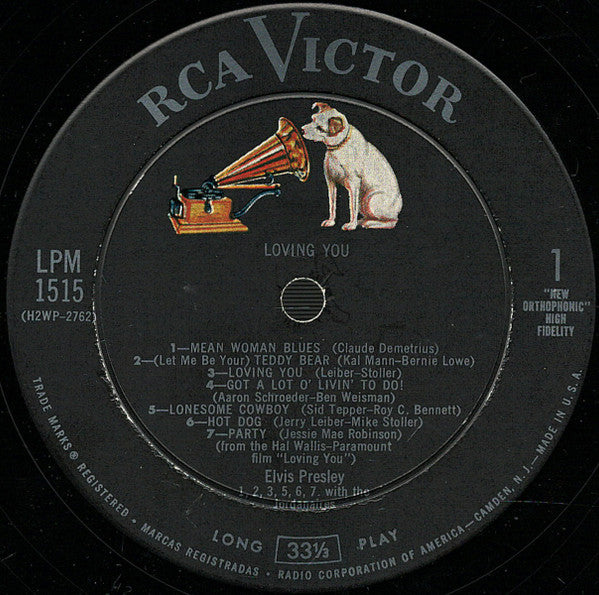 RCA VICTOR
LOVING YOU
LPM
1515
(H2WP-2762)
1
"NEW
ORTHOPHONIC"
HIGH
FIDELITY
1—MEAN WOMAN BLUES (Claude Demetrius)
2—(Let Me Be Your) TEDDY BEAR (Kal Mann-Bernie Lowe)
3—LOVING YOU (Leiber-Stoller)
4—GOT A LOT O' LIVIN' TO DO!
(Aaron Schroeder-Ben Weisman)
5—LONESOME COWBOY (Sid Tepper-Roy C. Bennett)
6—HOT DOG (Jerry Leiber-Mike Stoller)
7—PARTY (Jessie Mae Robinson)
(from the Hal Wallis-Paramount
film "Loving You")
Elvis Presley
1, 2, 3, 5, 6, 7. with the
Jordanaires
LONG 33⅓ PLAY
TRADE MARKS ® REGISTERED • MARCAS REGISTRADAS • RADIO CORPORATION OF AMERICA—CAMDEN, N.J.—MADE IN U.S.A.